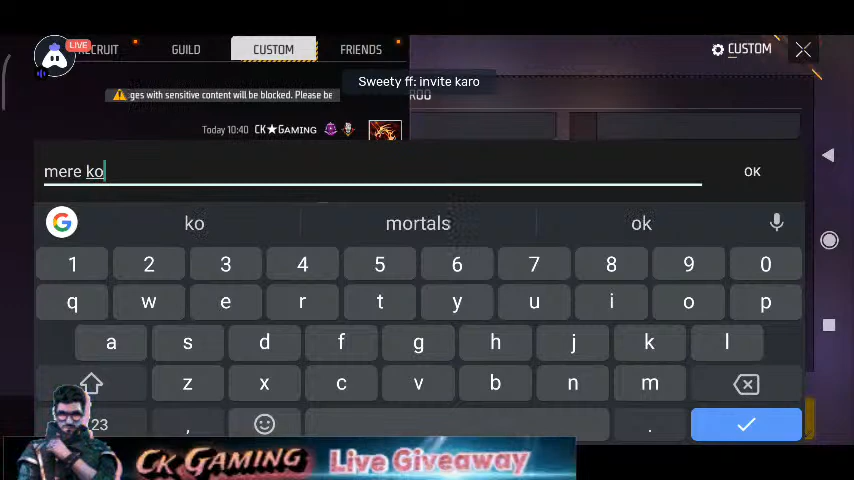 LIVE
RECRUIT GUILD CUSTOM FRIENDS CUSTOM
Sweety ff: invite karo
ges with sensitive content will be blocked. Please be
Today 10:40 CK★GAMING
mere ko OK
ko mortals ok
1 2 3 4 5 6 7 8 9 0
q w e r t y u i o p
a s d f g h j k l
z x c v b n m
123 , .
CK GAMING Live Giveaway